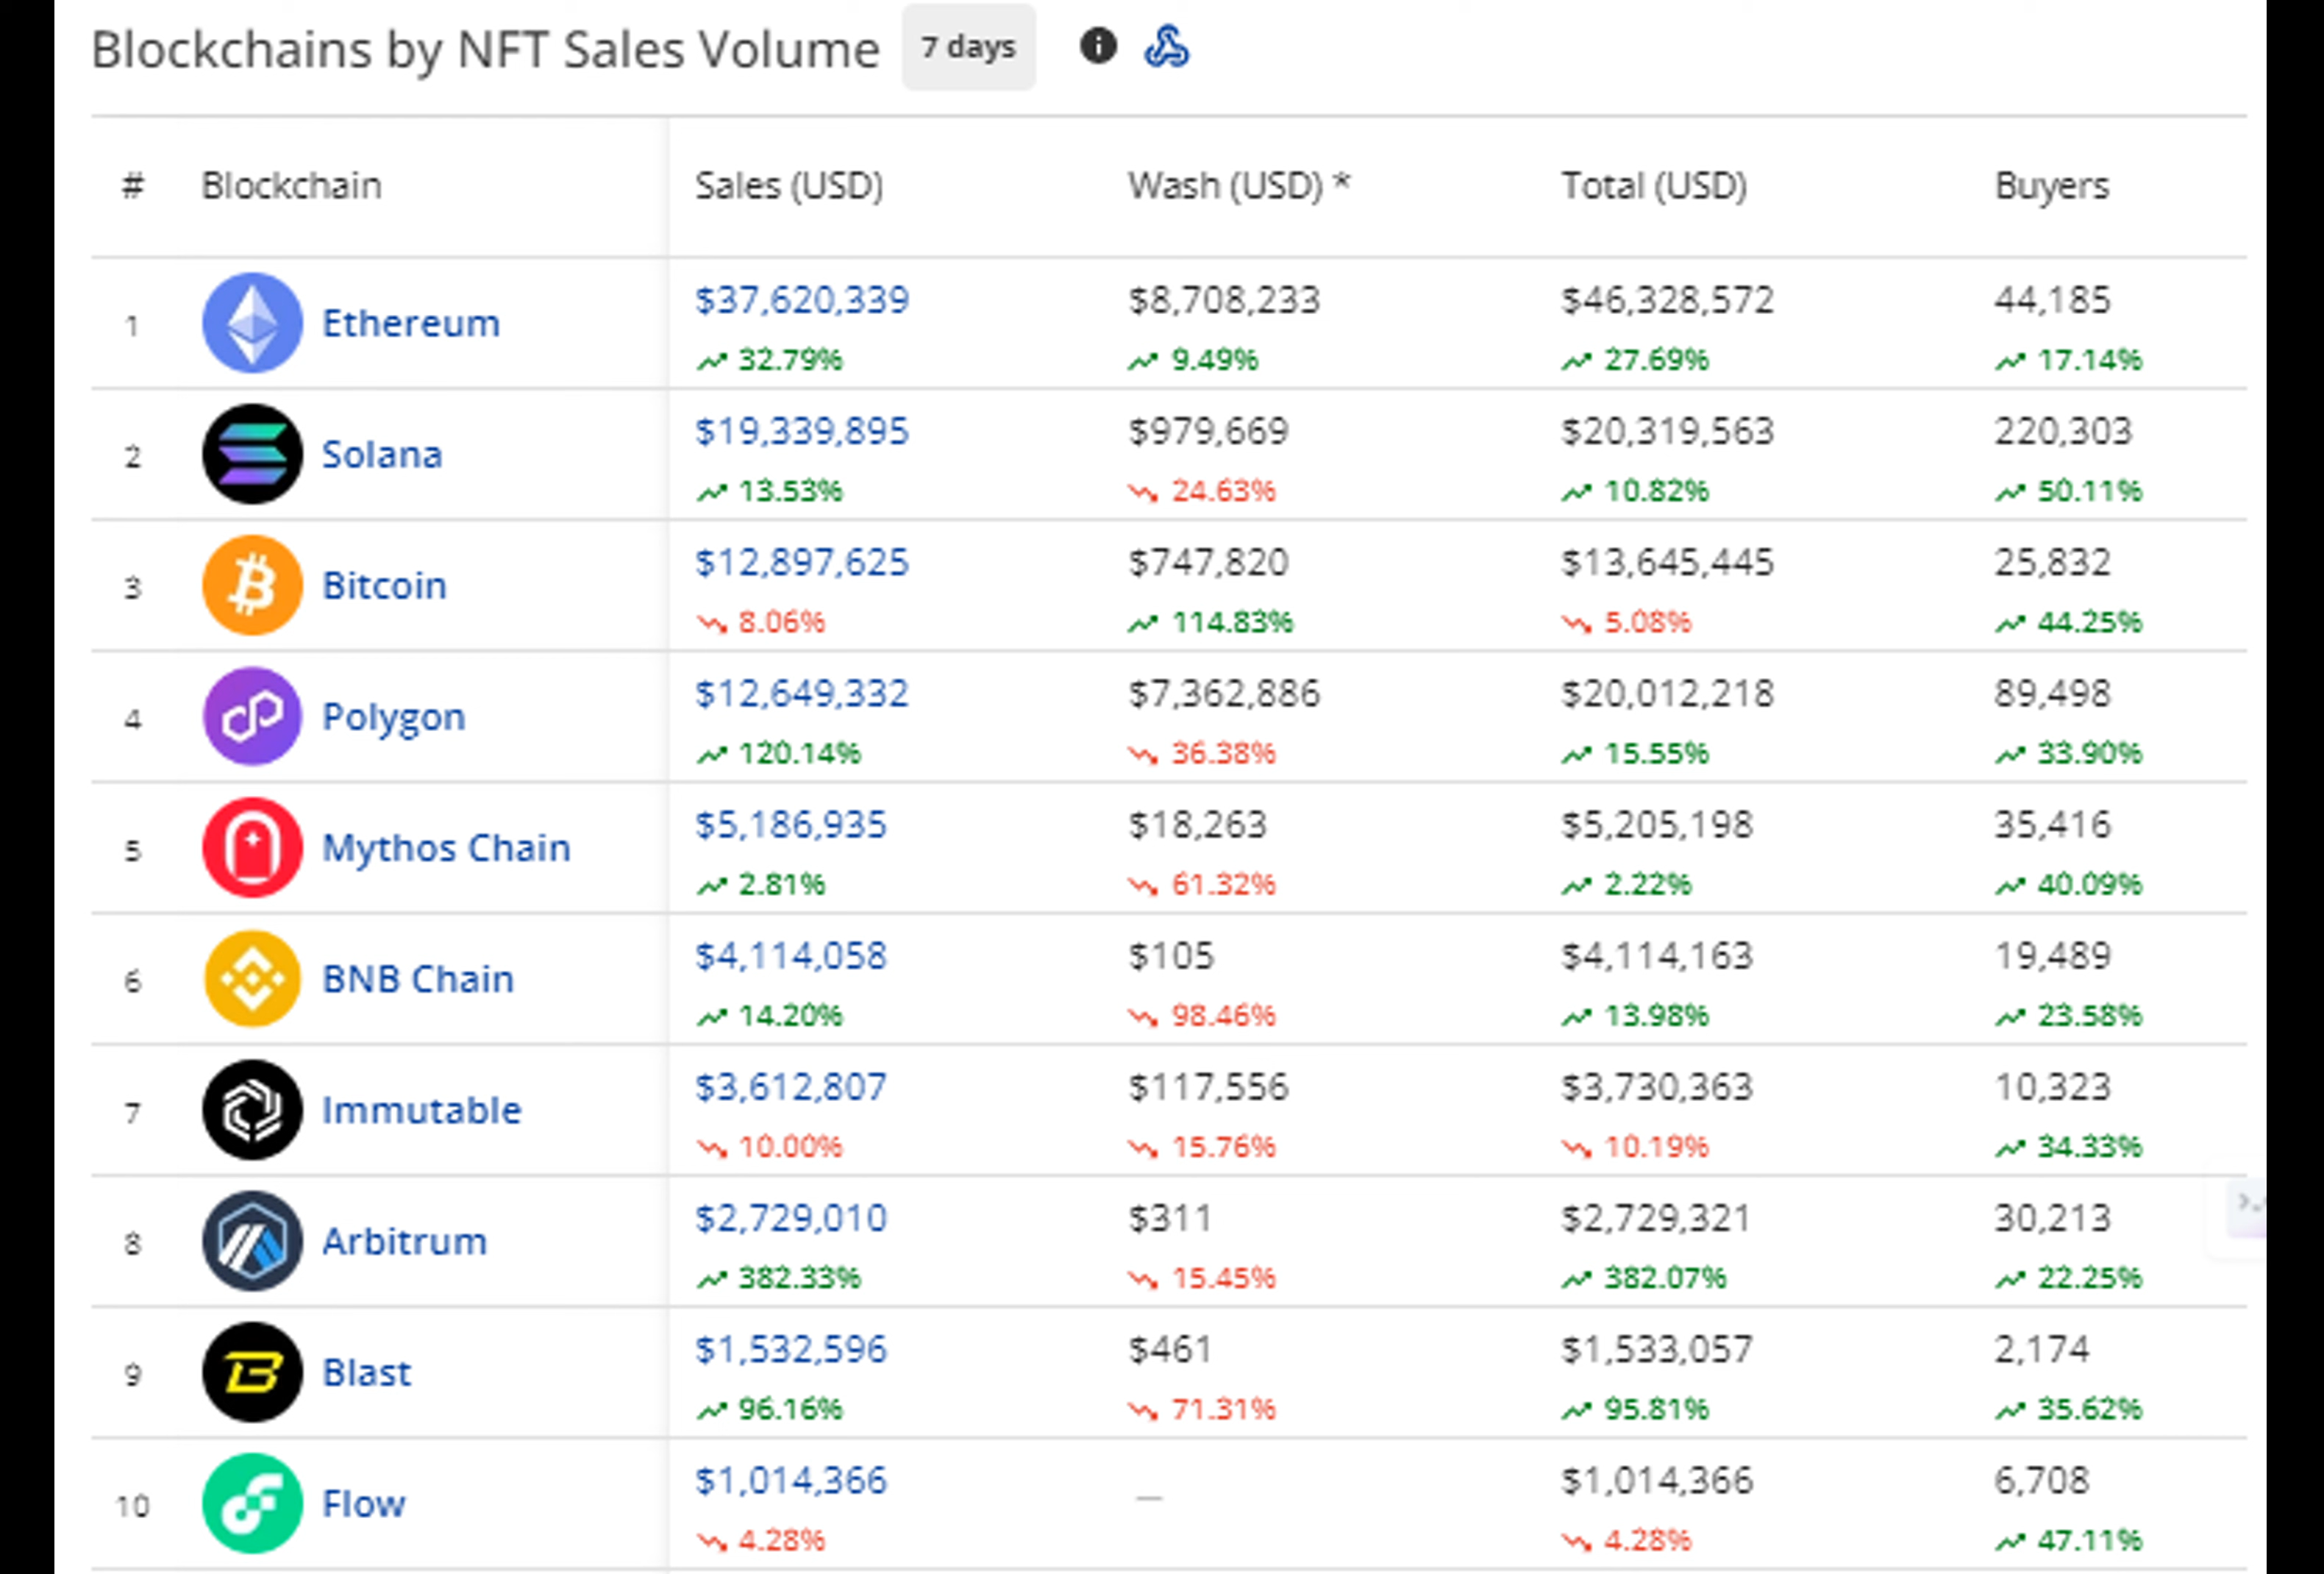 Blockchains by NFT Sales Volume 7 days
# Blockchain Sales (USD) Wash (USD) * Total (USD) Buyers
1 Ethereum $37,620,339 $8,708,233 $46,328,572 44,185
32.79% 9.49% 27.69% 17.14%
2 Solana $19,339,895 $979,669 $20,319,563 220,303
13.53% 24.63% 10.82% 50.11%
3 Bitcoin $12,897,625 $747,820 $13,645,445 25,832
8.06% 114.83% 5.08% 44.25%
4 Polygon $12,649,332 $7,362,886 $20,012,218 89,498
120.14% 36.38% 15.55% 33.90%
5 Mythos Chain $5,186,935 $18,263 $5,205,198 35,416
2.81% 61.32% 2.22% 40.09%
6 BNB Chain $4,114,058 $105 $4,114,163 19,489
14.20% 98.46% 13.98% 23.58%
7 Immutable $3,612,807 $117,556 $3,730,363 10,323
10.00% 15.76% 10.19% 34.33%
8 Arbitrum $2,729,010 $311 $2,729,321 30,213
382.33% 15.45% 382.07% 22.25%
9 Blast $1,532,596 $461 $1,533,057 2,174
96.16% 71.31% 95.81% 35.62%
10 Flow $1,014,366 — $1,014,366 6,708
4.28% 4.28% 47.11%